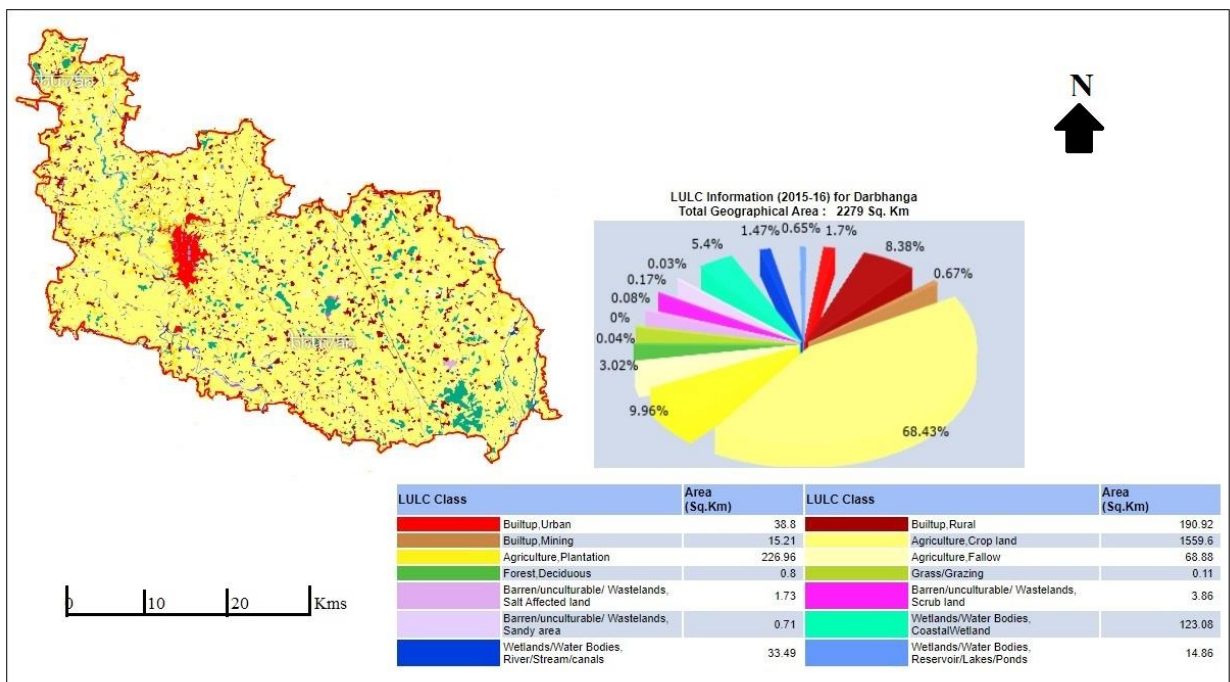 bhuvan
bhuvan
N
LULC Information (2015-16) for Darbhanga
Total Geographical Area : 2279 Sq. Km
0.65%
1.47%
1.7%
5.4%
8.38%
0.03%
0.67%
0.17%
0.08%
0%
0.04%
3.02%
9.96%
68.43%
LULC Class Area (Sq.Km) LULC Class Area (Sq.Km)
Builtup,Urban 38.8 Builtup,Rural 190.92
Builtup,Mining 15.21 Agriculture,Crop land 1559.6
Agriculture,Plantation 226.96 Agriculture,Fallow 68.88
Forest,Deciduous 0.8 Grass/Grazing 0.11
Barren/unculturable/ Wastelands, Salt Affected land 1.73 Barren/unculturable/ Wastelands, Scrub land 3.86
Barren/unculturable/ Wastelands, Sandy area 0.71 Wetlands/Water Bodies, CoastalWetland 123.08
Wetlands/Water Bodies, River/Stream/canals 33.49 Wetlands/Water Bodies, Reservoir/Lakes/Ponds 14.86
0 10 20 Kms